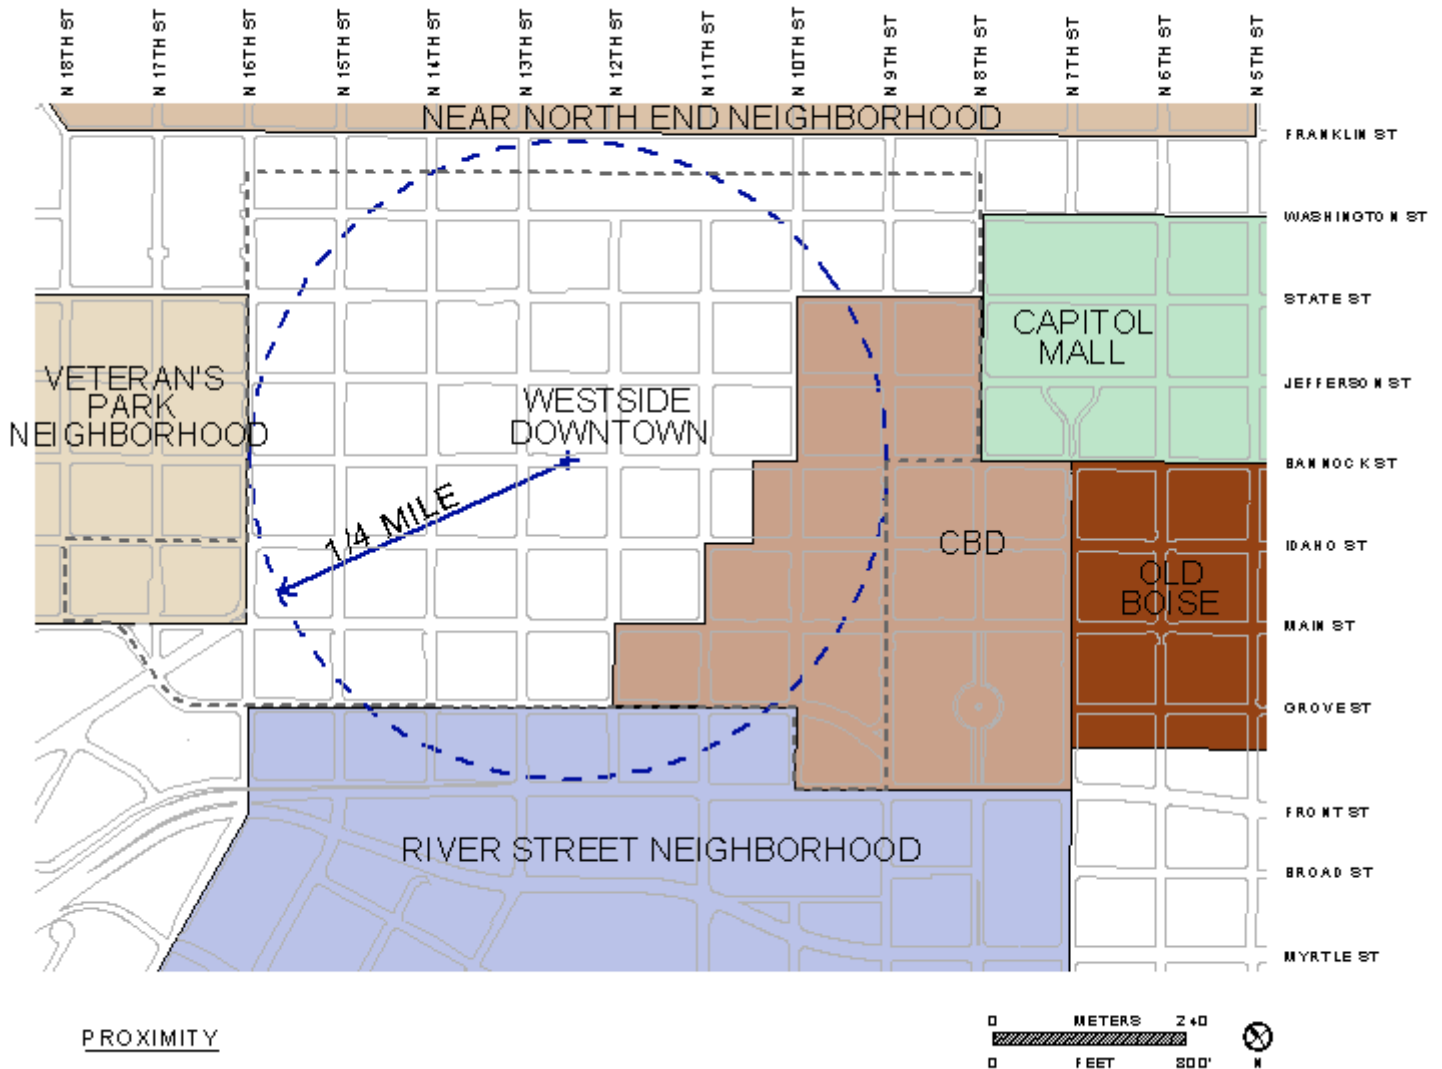 N 18TH ST
N 17TH ST
N 16TH ST
N 15TH ST
N 14TH ST
N 13TH ST
N 12TH ST
N 11TH ST
N 10TH ST
N 9TH ST
N 8TH ST
N 7TH ST
N 6TH ST
N 5TH ST
NEAR NORTH END NEIGHBORHOOD
FRANKLIN ST
WASHINGTON ST
STATE ST
CAPITOL
MALL
JEFFERSON ST
VETERAN'S
PARK
NEIGHBORHOOD
WESTSIDE
DOWNTOWN
BANNOCK ST
1/4 MILE
CBD
IDAHO ST
OLD
BOISE
MAIN ST
GROVE ST
FRONT ST
RIVER STREET NEIGHBORHOOD
BROAD ST
MYRTLE ST
PROXIMITY
0 METERS 240
0 FEET 800'
N